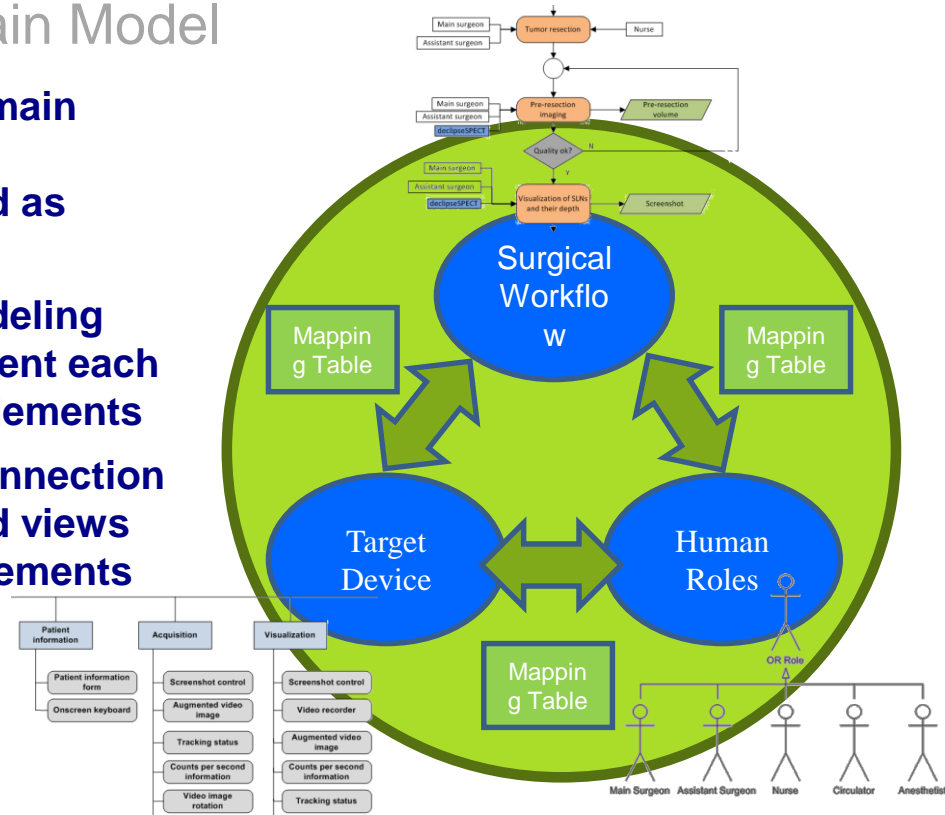 ain Model
main
d as
deling
ent each
lements
onnection
d views
ements
Main surgeon
Assistant surgeon
Tumor resection
Nurse
Main surgeon
Assistant surgeon
declipseSPECT
Pre-resection
imaging
Pre-resection
volume
Quality ok?
N
Y
Main surgeon
Assistant surgeon
declipseSPECT
Visualization of SLNs
and their depth
Screenshot
Surgical
Workflo
w
Mappin
g Table
Mappin
g Table
Target
Device
Human
Roles
Mappin
g Table
Patient
information
Patient information
form
Onscreen keyboard
Acquisition
Screenshot control
Augmented video
image
Tracking status
Counts per second
information
Video image
rotation
Visualization
Screenshot control
Video recorder
Augmented video
image
Counts per second
information
Tracking status
OR Role
Main Surgeon
Assistant Surgeon
Nurse
Circulator
Anesthetist